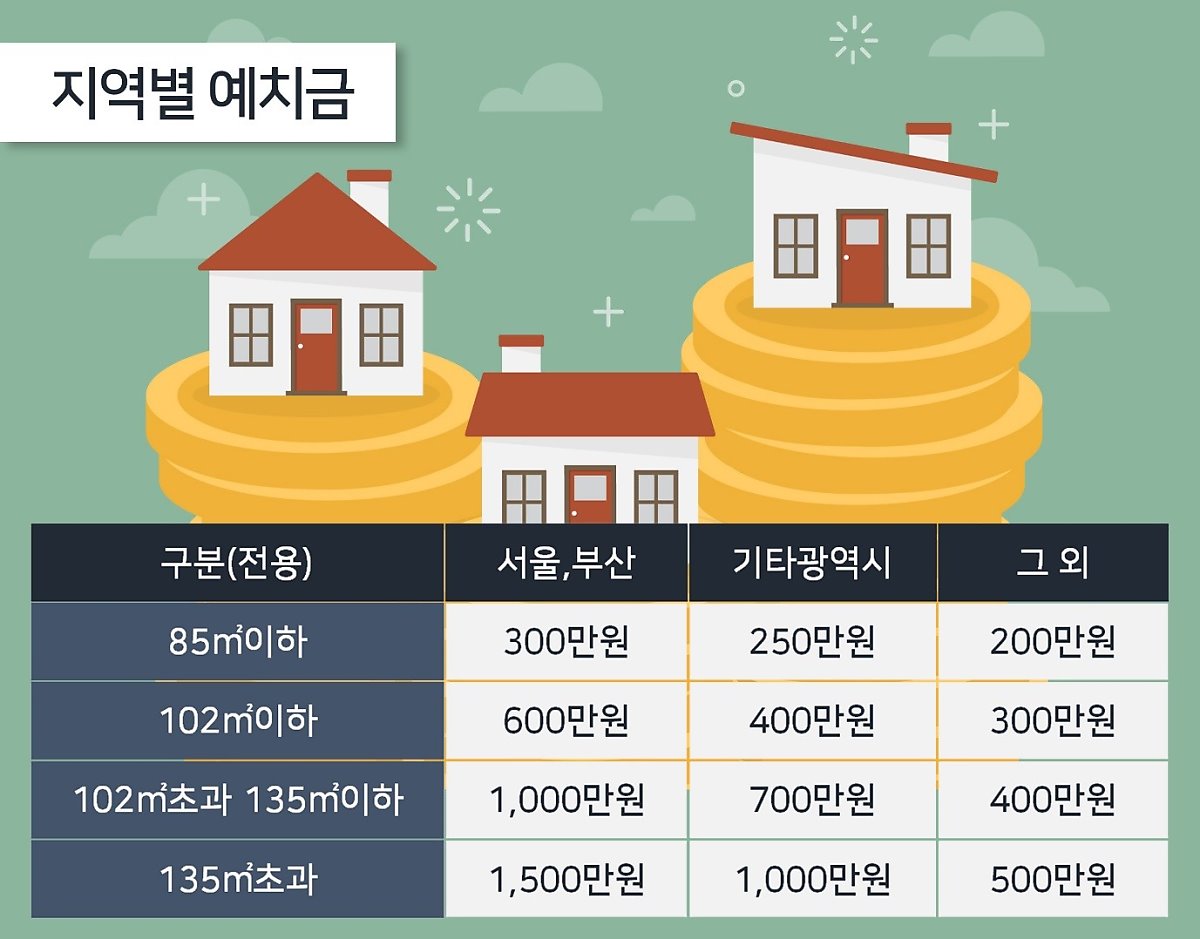 지역별 예치금
구분(전용) 서울,부산 기타광역시 그 외
85㎡이하 300만원 250만원 200만원
102㎡이하 600만원 400만원 300만원
102㎡초과 135㎡이하 1,000만원 700만원 400만원
135㎡초과 1,500만원 1,000만원 500만원